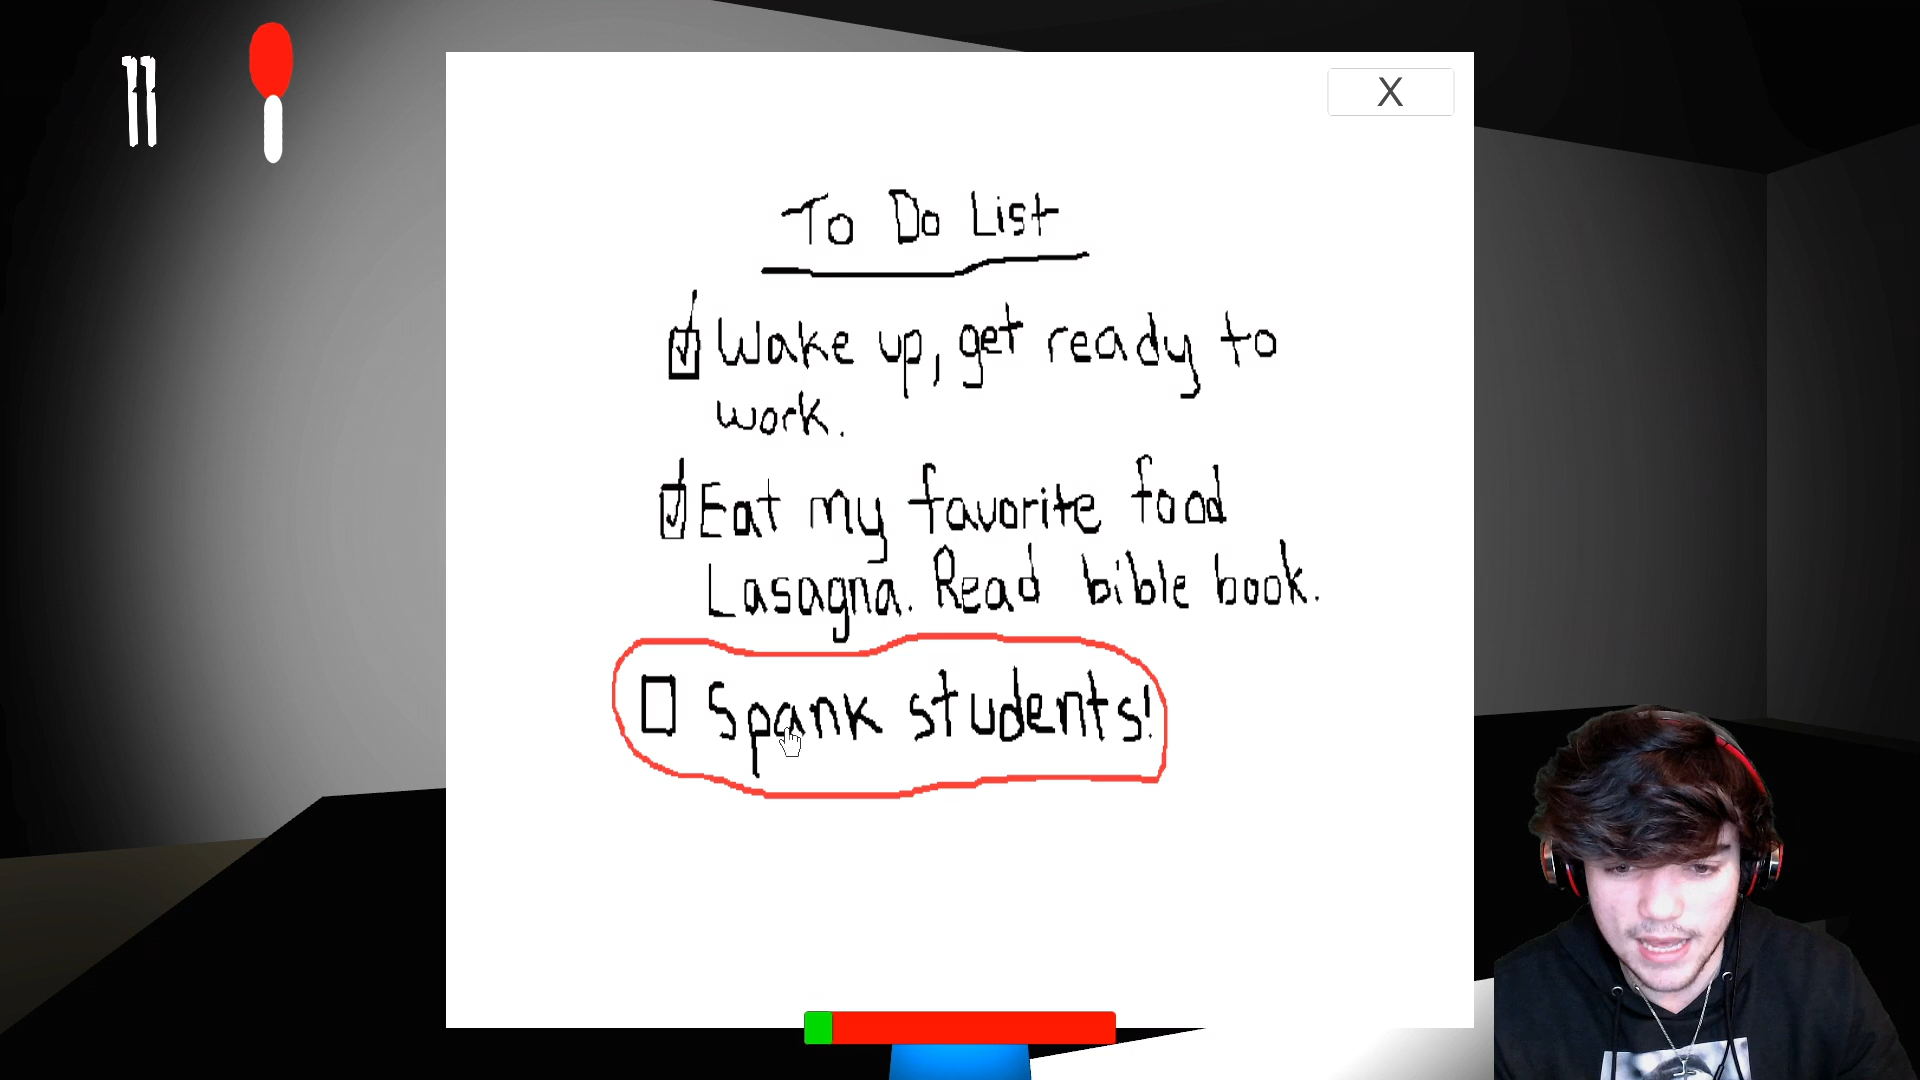 11
X
To Do List
Wake up, get ready to
work.
Eat my favorite food
Lasagna. Read bible book.
Spank students!